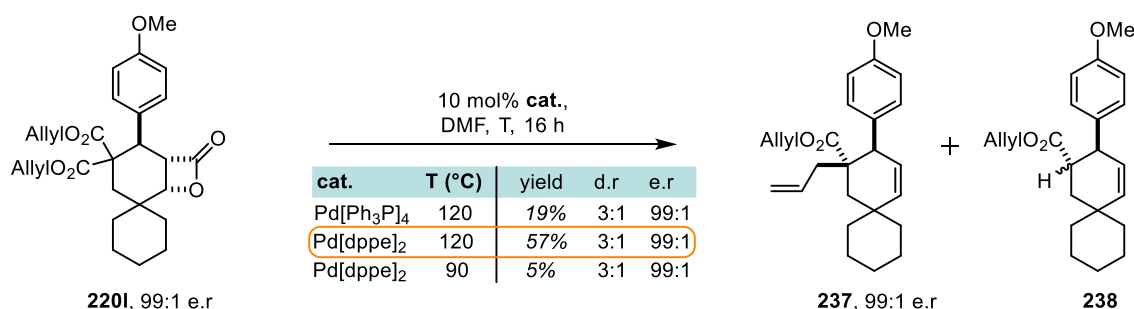 OMe
AllylO2C
AllylO2C
O
O
220l, 99:1 e.r
10 mol% cat.,
DMF, T, 16 h
cat. T (°C) yield d.r e.r
Pd[Ph3P]4 120 19% 3:1 99:1
Pd[dppe]2 120 57% 3:1 99:1
Pd[dppe]2 90 5% 3:1 99:1
OMe
AllylO2C
237, 99:1 e.r
+
OMe
AllylO2C
H
238